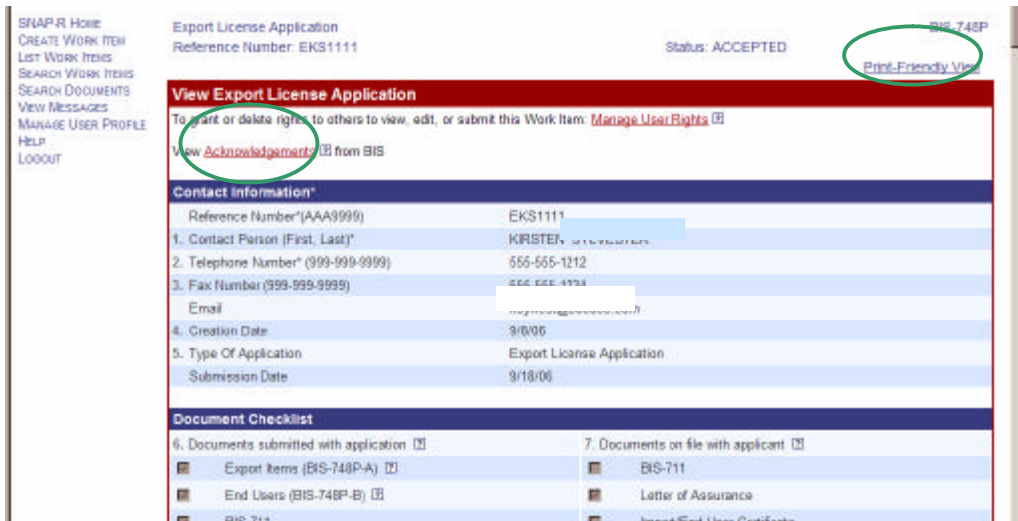 SNAP-R HOME
CREATE WORK ITEM
LIST WORK ITEMS
SEARCH WORK ITEMS
SEARCH DOCUMENTS
VIEW MESSAGES
MANAGE USER PROFILE
HELP
LOGOUT
Export License Application
BIS-748P
Reference Number: EKS1111
Status: ACCEPTED
Print-Friendly View
View Export License Application
To grant or delete rights to others to view, edit, or submit this Work Item: Manage User Rights [?]
View Acknowledgements [?] from BIS
Contact Information*
Reference Number*(AAA9999) EKS1111
1. Contact Person (First, Last)* KIRSTEN
2. Telephone Number* (999-999-9999) 555-555-1212
3. Fax Number (999-999-9999)
Email
4. Creation Date 9/8/06
5. Type Of Application Export License Application
Submission Date 9/18/06
Document Checklist
6. Documents submitted with application [?] 7. Documents on file with applicant [?]
Export Items (BIS-748P-A) [?] BIS-711
End Users (BIS-748P-B) [?] Letter of Assurance
BIS-711 Import/End User Certificate